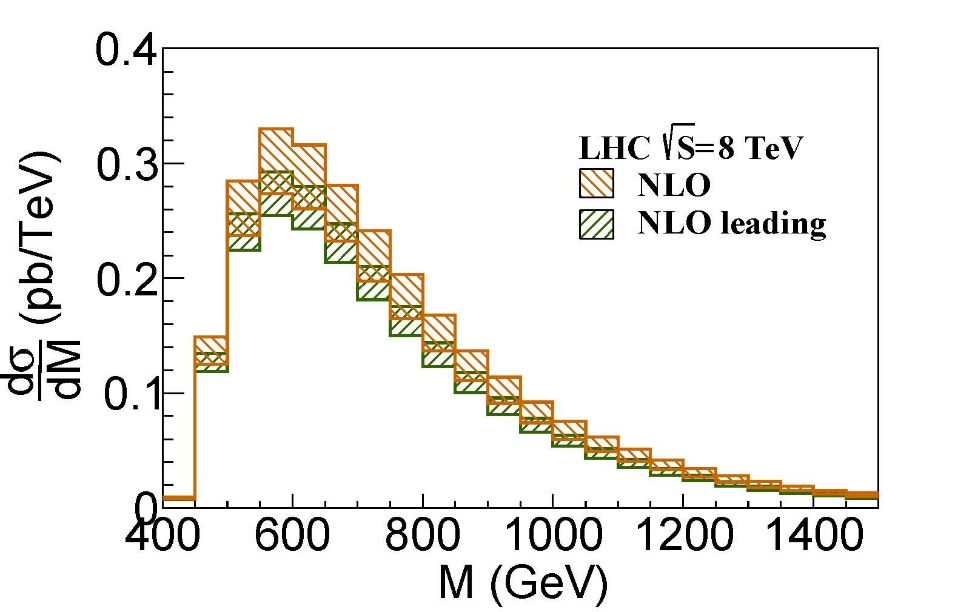 0.4
0.3
0.2
0.1
0
dσ
dM
(pb/TeV)
LHC √S=8 TeV
NLO
NLO leading
400 600 800 1000 1200 1400
M (GeV)